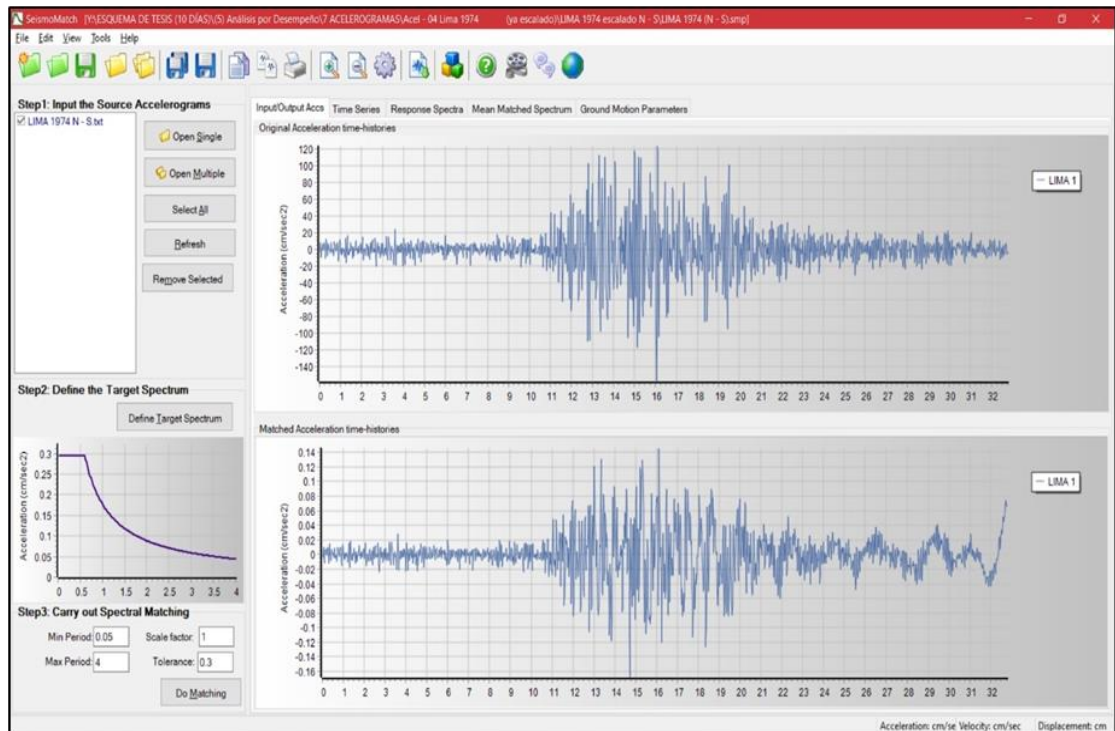 SeismoMatch [Y:\ESQUEMA DE TESIS (10 DÍAS)\(5) Análisis por Desempeño\7 ACELEROGRAMAS\Acel - 04 Lima 1974 (ya escalado)\LIMA 1974 escalado N - S\LIMA 1974 (N - S).smp]
File Edit View Tools Help
Step1: Input the Source Accelerograms
LIMA 1974 N - S.txt
Open Single
Open Multiple
Select All
Refresh
Remove Selected
Step2: Define the Target Spectrum
Define Target Spectrum
Acceleration (cm/sec2)
0.3
0.25
0.2
0.15
0.1
0.05
0
0 0.5 1 1.5 2 2.5 3 3.5 4
Step3: Carry out Spectral Matching
Min Period: 0.05 Scale factor: 1
Max Period: 4 Tolerance: 0.3
Do Matching
Input/Output Accs Time Series Response Spectra Mean Matched Spectrum Ground Motion Parameters
Original Acceleration time-histories
Acceleration (cm/sec2)
120
100
80
60
40
20
0
-20
-40
-60
-80
-100
-120
-140
0 1 2 3 4 5 6 7 8 9 10 11 12 13 14 15 16 17 18 19 20 21 22 23 24 25 26 27 28 29 30 31 32
LIMA 1
Matched Acceleration time-histories
Acceleration (cm/sec2)
0.14
0.12
0.1
0.08
0.06
0.04
0.02
0
-0.02
-0.04
-0.06
-0.08
-0.1
-0.12
-0.14
-0.16
0 1 2 3 4 5 6 7 8 9 10 11 12 13 14 15 16 17 18 19 20 21 22 23 24 25 26 27 28 29 30 31 32
LIMA 1
Acceleration: cm/se Velocity: cm/sec Displacement: cm